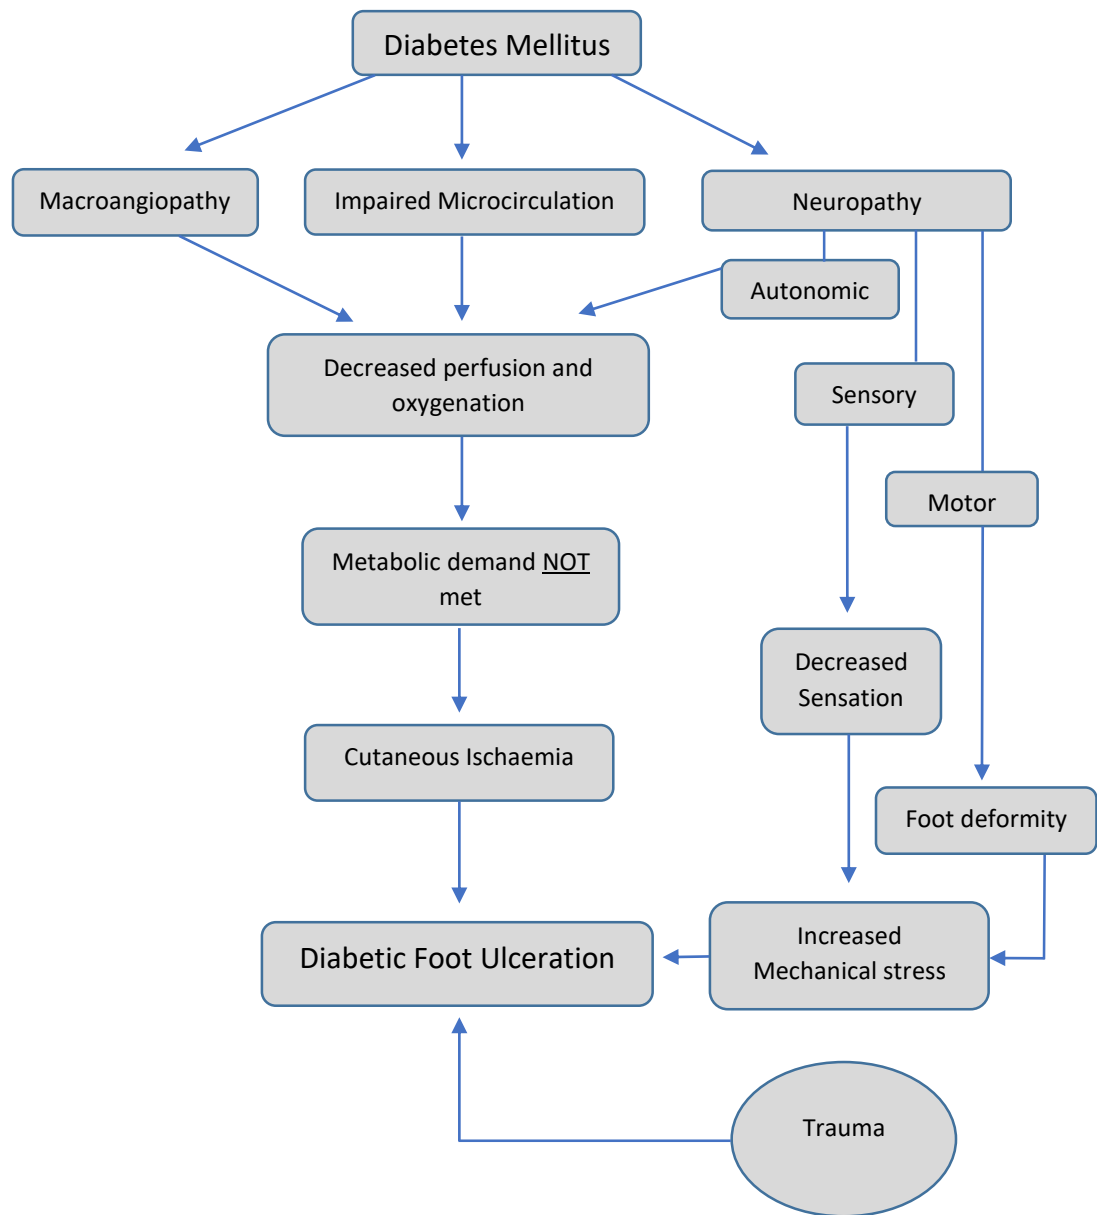 Diabetes Mellitus
Macroangiopathy
Impaired Microcirculation
Neuropathy
Autonomic
Decreased perfusion and
oxygenation
Sensory
Motor
Metabolic demand NOT
met
Decreased
Sensation
Cutaneous Ischaemia
Foot deformity
Diabetic Foot Ulceration
Increased
Mechanical stress
Trauma